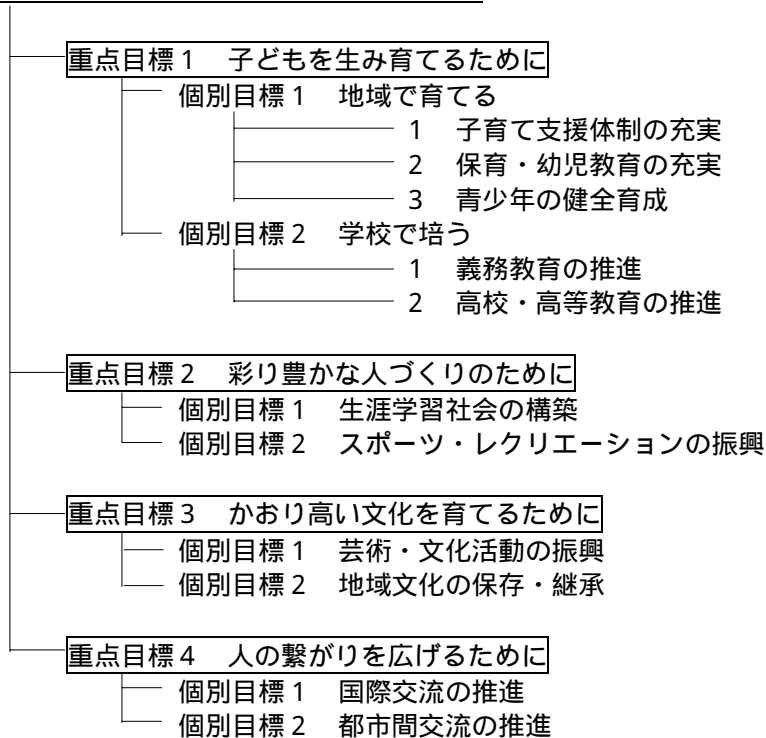 重点目標1 子どもを生み育てるために
個別目標1 地域で育てる
1 子育て支援体制の充実
2 保育・幼児教育の充実
3 青少年の健全育成
個別目標2 学校で培う
1 義務教育の推進
2 高校・高等教育の推進
重点目標2 彩り豊かな人づくりのために
個別目標1 生涯学習社会の構築
個別目標2 スポーツ・レクリエーションの振興
重点目標3 かおり高い文化を育てるために
個別目標1 芸術・文化活動の振興
個別目標2 地域文化の保存・継承
重点目標4 人の繋がりを広げるために
個別目標1 国際交流の推進
個別目標2 都市間交流の推進